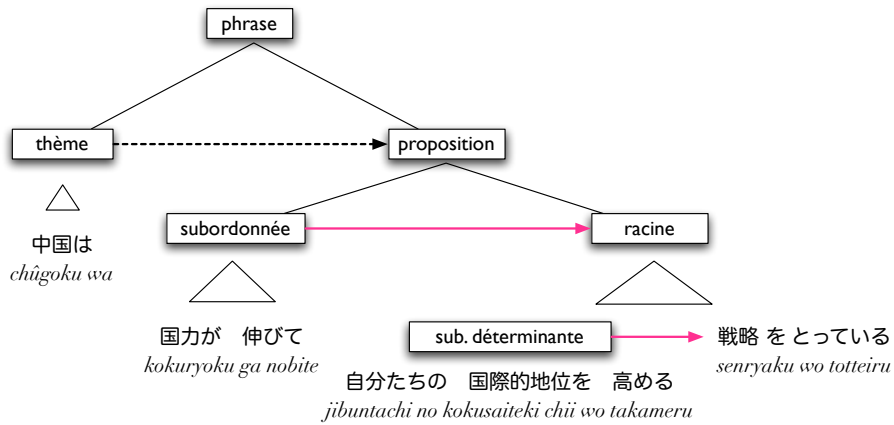 phrase
thème
proposition
subordonnée
racine
中国は
chûgoku wa
国力が 伸びて
kokuryoku ga nobite
sub. déterminante
戦略 を とっている
senryaku wo totteiru
自分たちの 国際的地位を 高める
jibuntachi no kokusaiteki chii wo takameru